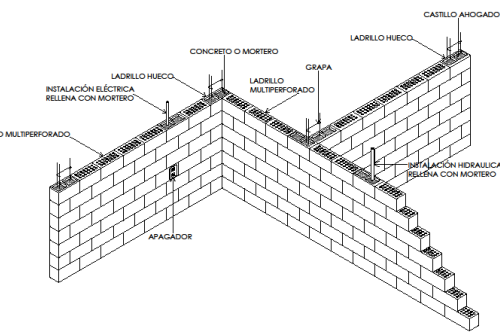 CASTILLO AHOGADO
LADRILLO HUECO
CONCRETO O MORTERO
GRAPA
LADRILLO HUECO
LADRILLO
MULTIPERFORADO
INSTALACIÓN ELÉCTRICA
RELLENA CON MORTERO
O MULTIPERFORADO
INSTALACIÓN HIDRAULICA
RELLENA CON MORTERO
APAGADOR